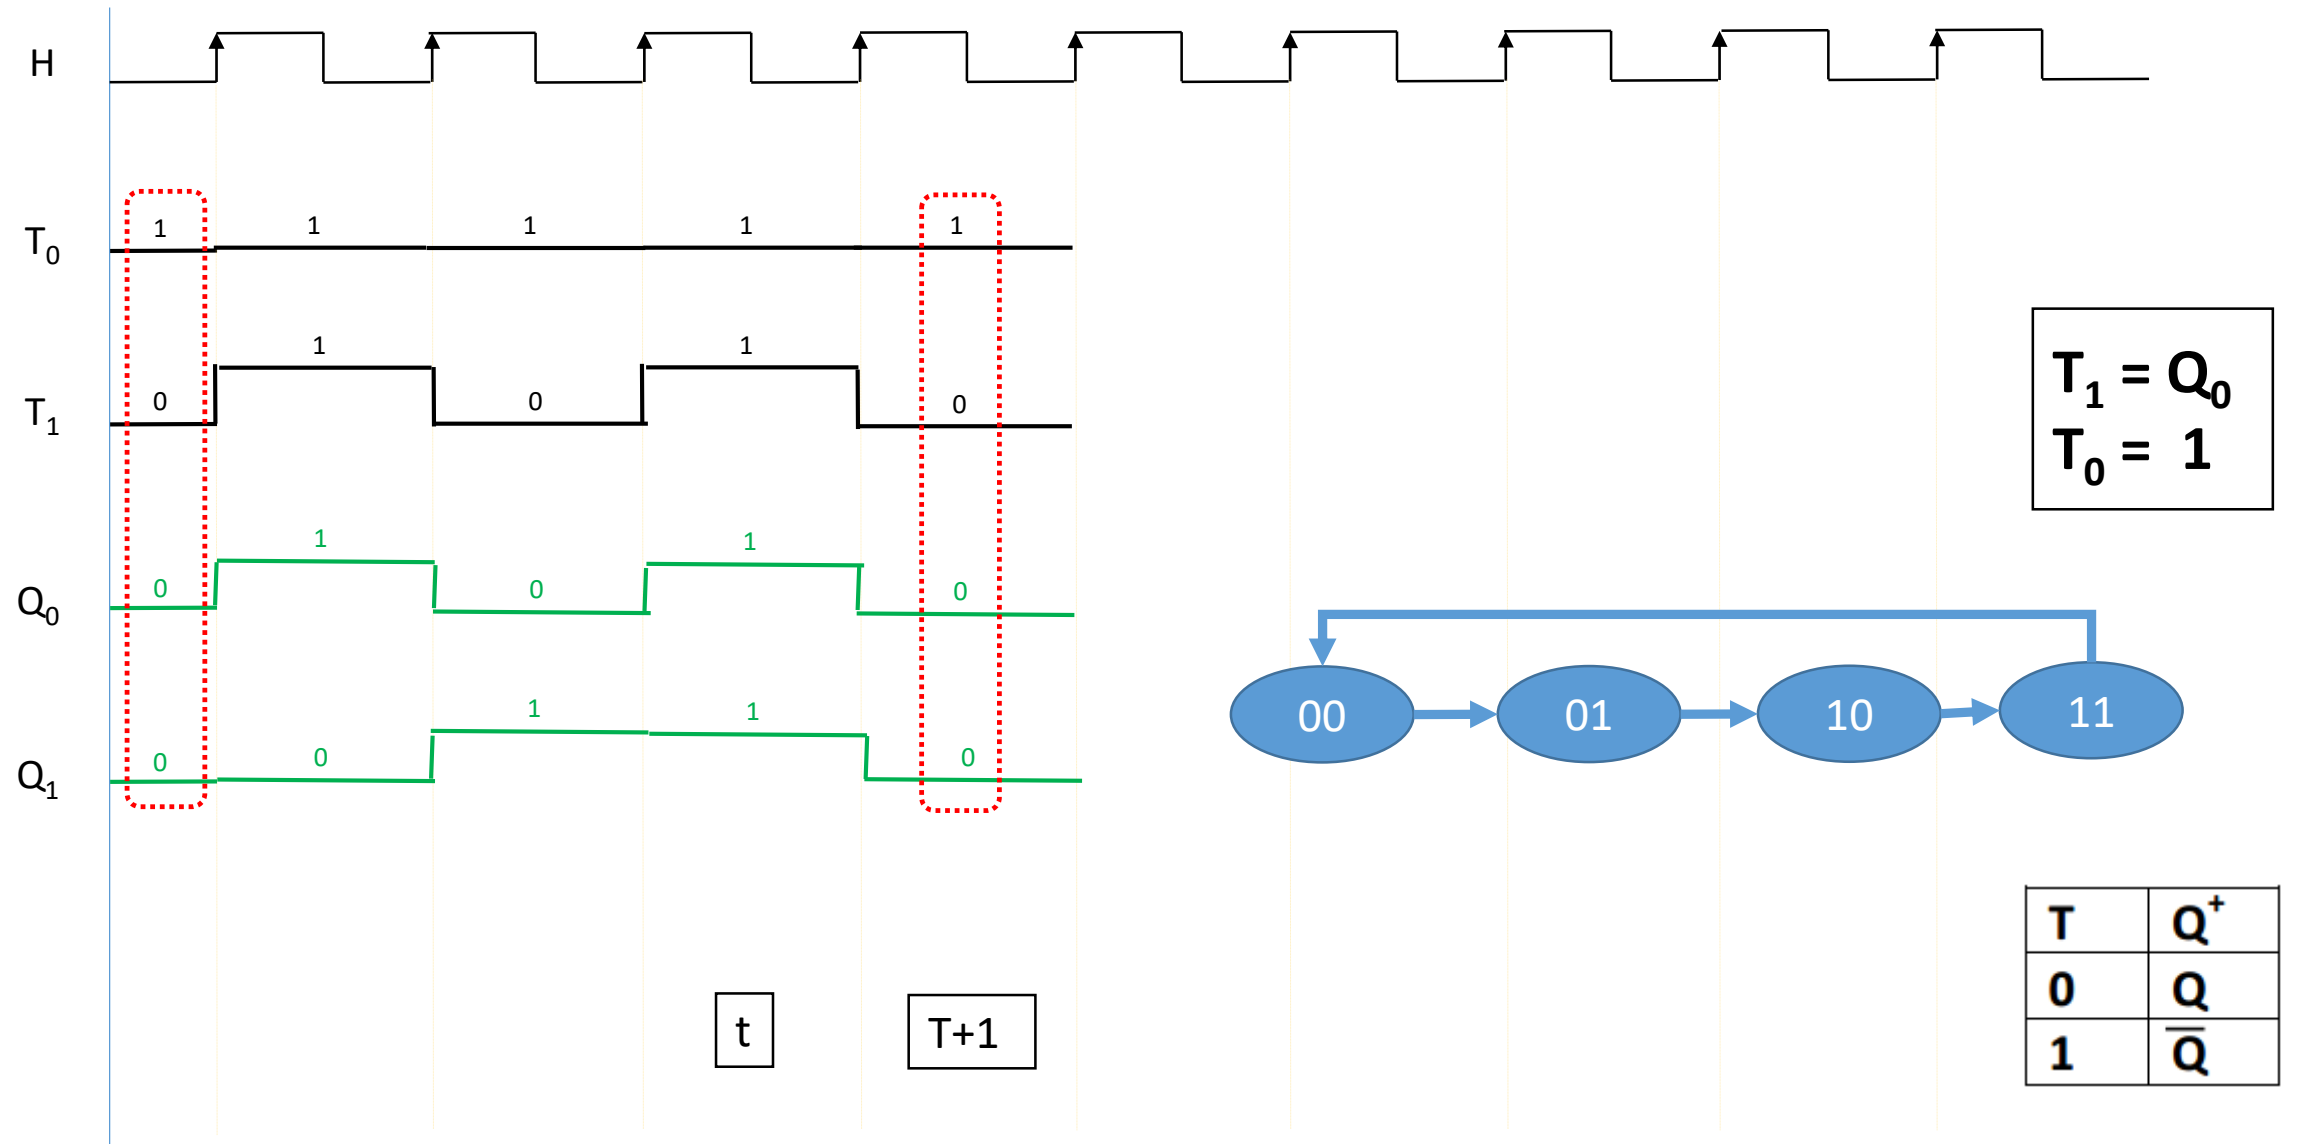 H
T0
1 1 1 1 1
T1
0 1 0 1 0
Q0
0 1 0 1 0
Q1
0 0 1 1 0
T1 = Q0
T0 = 1
00 01 10 11
t T+1
T Q+
0 Q
1 Q̅